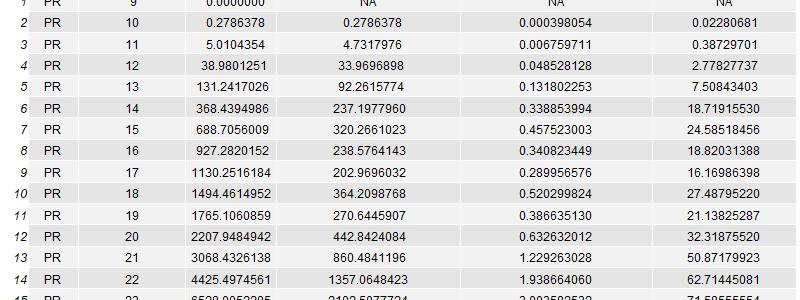 1 PR 9 0.0000000 NA NA NA
2 PR 10 0.2786378 0.2786378 0.000398054 0.02280681
3 PR 11 5.0104354 4.7317976 0.006759711 0.38729701
4 PR 12 38.9801251 33.9696898 0.048528128 2.77827737
5 PR 13 131.2417026 92.2615774 0.131802253 7.50843403
6 PR 14 368.4394986 237.1977960 0.338853994 18.71915530
7 PR 15 688.7056009 320.2661023 0.457523003 24.58518456
8 PR 16 927.2820152 238.5764143 0.340823449 18.82031388
9 PR 17 1130.2516184 202.9696032 0.289956576 16.16986398
10 PR 18 1494.4614952 364.2098768 0.520299824 27.48795220
11 PR 19 1765.1060859 270.6445907 0.386635130 21.13825287
12 PR 20 2207.9484942 442.8424084 0.632632012 32.31875520
13 PR 21 3068.4326138 860.4841196 1.229263028 50.87179923
14 PR 22 4425.4974561 1357.0648423 1.938664060 62.71445081
15 PR 23